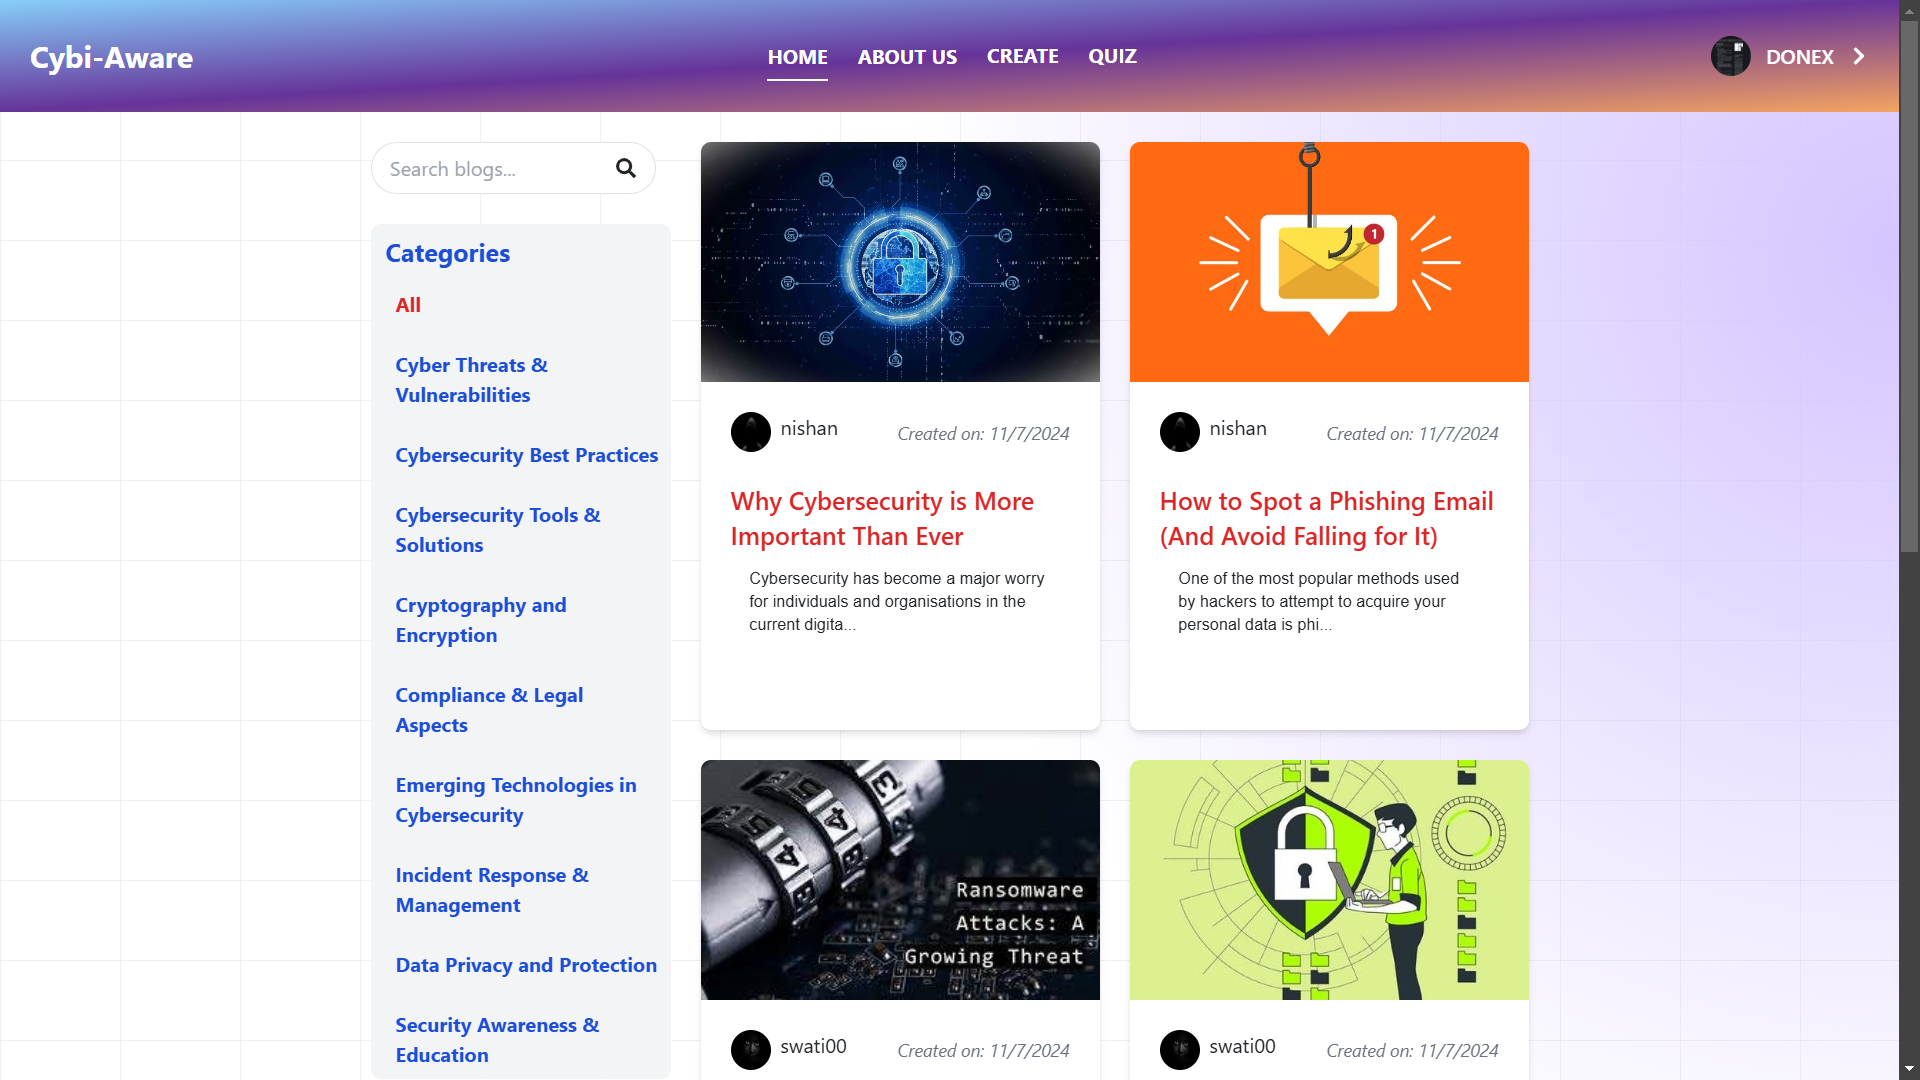 Cybi-Aware
HOME
ABOUT US
CREATE
QUIZ
DONEX
Search blogs...
Categories
All
Cyber Threats &
Vulnerabilities
Cybersecurity Best Practices
Cybersecurity Tools &
Solutions
Cryptography and
Encryption
Compliance & Legal
Aspects
Emerging Technologies in
Cybersecurity
Incident Response &
Management
Data Privacy and Protection
Security Awareness &
Education
nishan
Created on: 11/7/2024
Why Cybersecurity is More
Important Than Ever
Cybersecurity has become a major worry
for individuals and organisations in the
current digita...
1
nishan
Created on: 11/7/2024
How to Spot a Phishing Email
(And Avoid Falling for It)
One of the most popular methods used
by hackers to attempt to acquire your
personal data is phi...
Ransomware
Attacks: A
Growing Threat
swati00
Created on: 11/7/2024
swati00
Created on: 11/7/2024